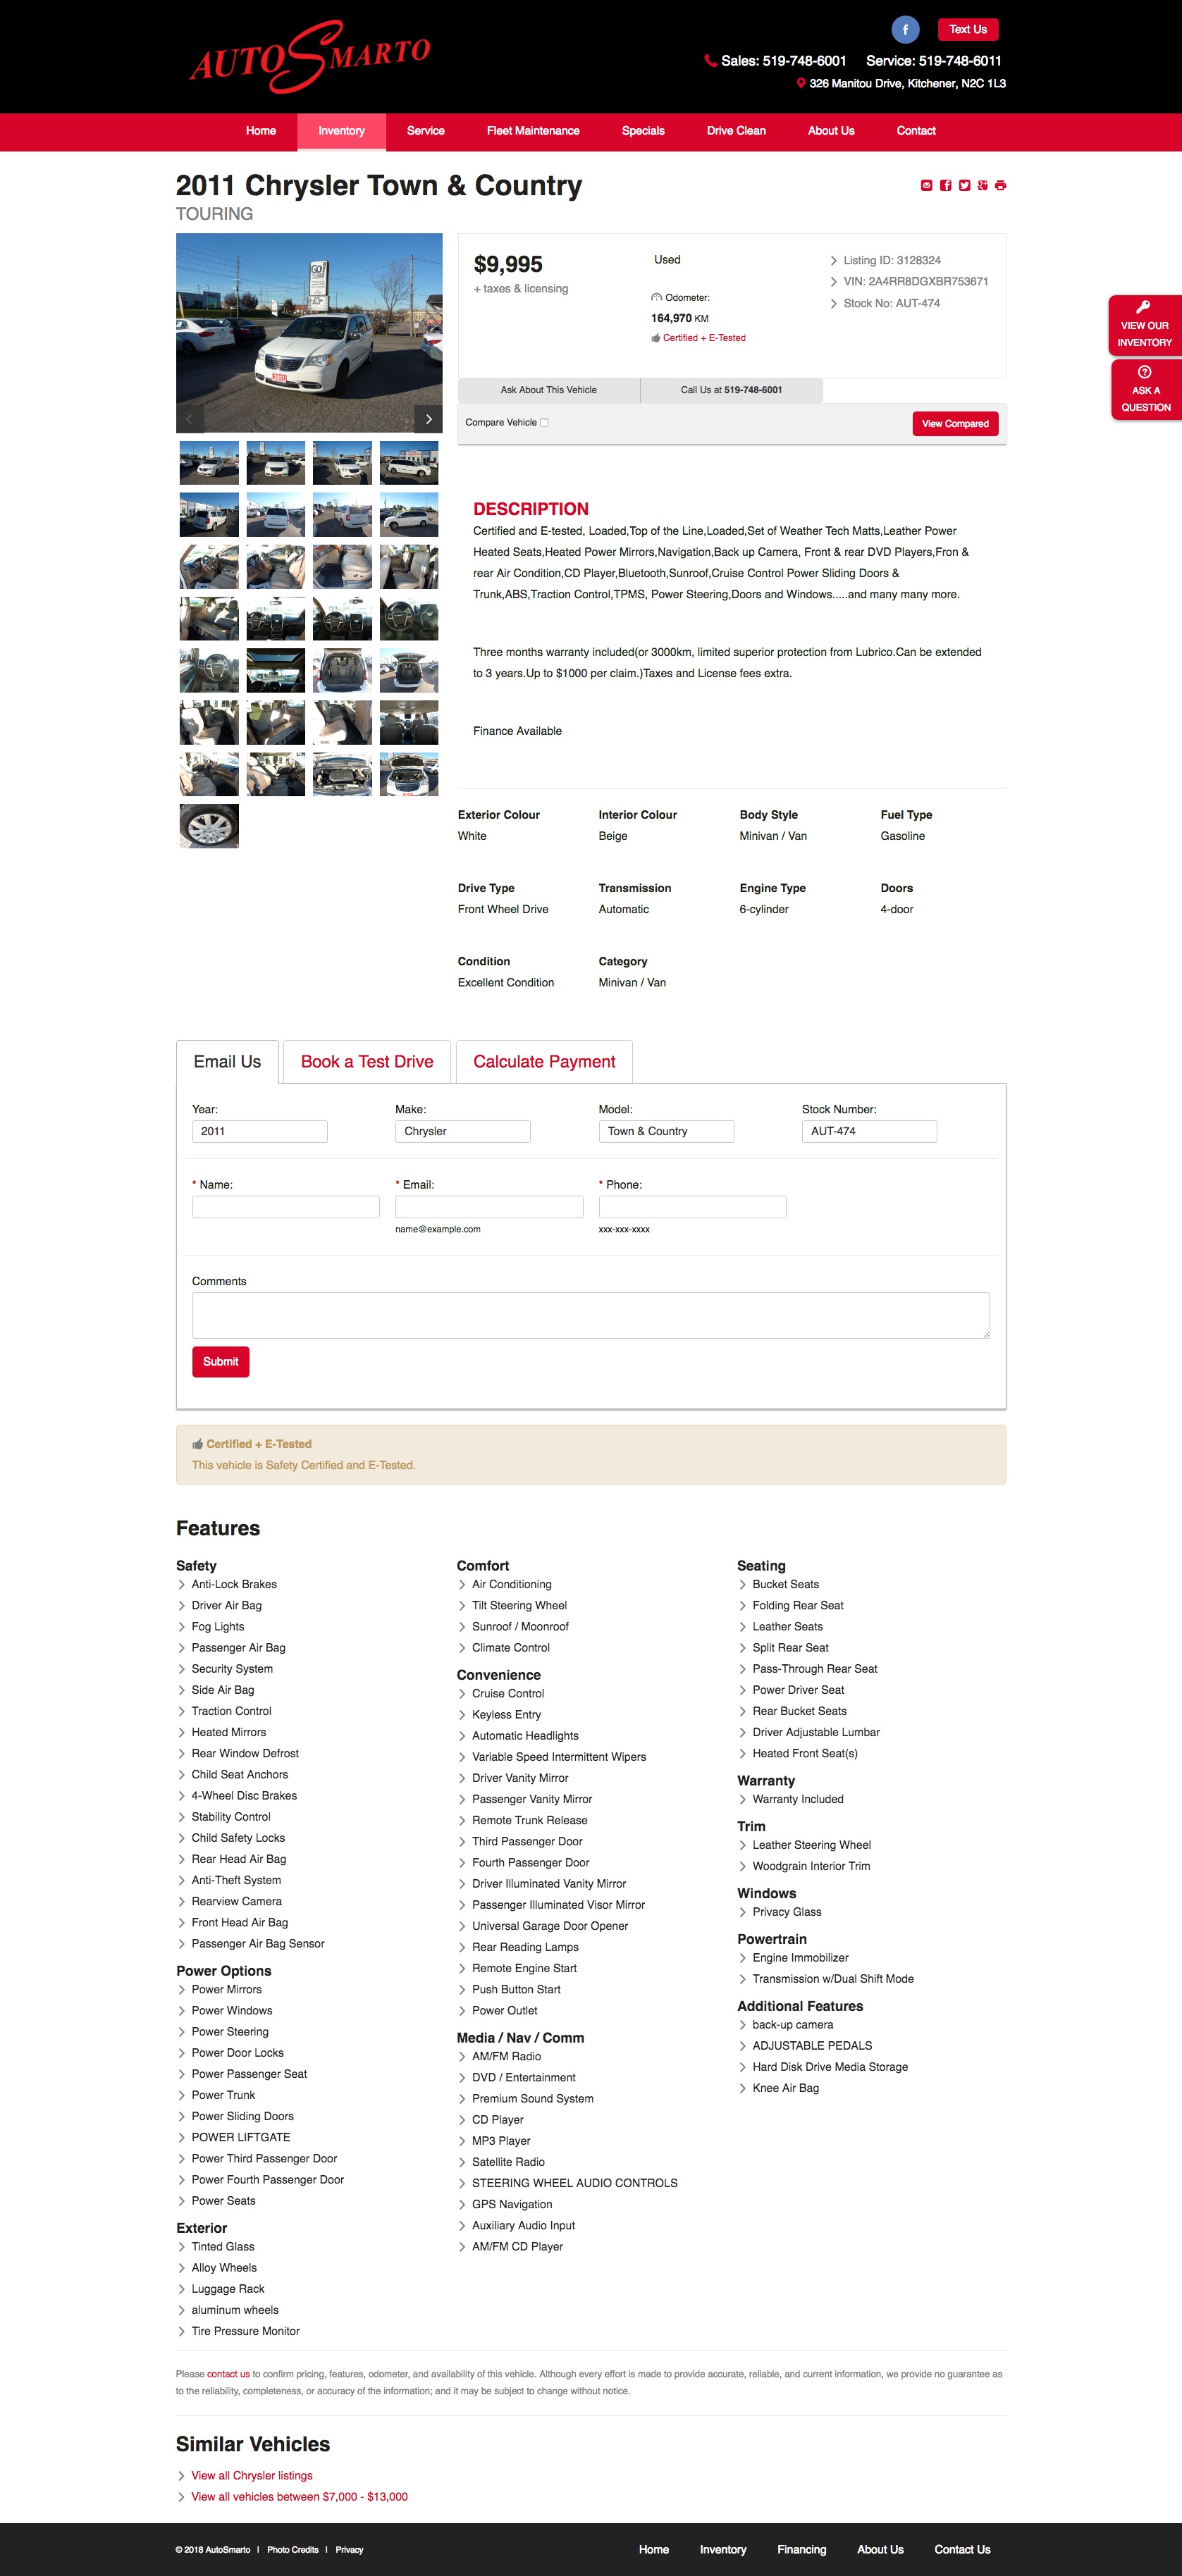 AUTOSMARTO
f
Text Us
Sales: 519-748-6001 Service: 519-748-6011
326 Manitou Drive, Kitchener, N2C 1L3
Home Inventory Service Fleet Maintenance Specials Drive Clean About Us Contact
2011 Chrysler Town & Country
TOURING
$9,995
+ taxes & licensing
Used
Odometer:
164,970 KM
Certified + E-Tested
Listing ID: 3128324
VIN: 2A4RR8DGXBR753671
Stock No: AUT-474
VIEW OUR
INVENTORY
ASK A
QUESTION
Ask About This Vehicle Call Us at 519-748-6001
Compare Vehicle View Compared
DESCRIPTION
Certified and E-tested, Loaded,Top of the Line,Loaded,Set of Weather Tech Matts,Leather Power
Heated Seats,Heated Power Mirrors,Navigation,Back up Camera, Front & rear DVD Players,Fron &
rear Air Condition,CD Player,Bluetooth,Sunroof,Cruise Control Power Sliding Doors &
Trunk,ABS,Traction Control,TPMS, Power Steering,Doors and Windows.....and many many more.
Three months warranty included(or 3000km, limited superior protection from Lubrico.Can be extended
to 3 years.Up to $1000 per claim.)Taxes and License fees extra.
Finance Available
Exterior Colour Interior Colour Body Style Fuel Type
White Beige Minivan / Van Gasoline
Drive Type Transmission Engine Type Doors
Front Wheel Drive Automatic 6-cylinder 4-door
Condition Category
Excellent Condition Minivan / Van
Email Us Book a Test Drive Calculate Payment
Year: Make: Model: Stock Number:
2011 Chrysler Town & Country AUT-474
* Name: * Email: * Phone:
name@example.com xxx-xxx-xxxx
Comments
Submit
Certified + E-Tested
This vehicle is Safety Certified and E-Tested.
Features
Safety
Anti-Lock Brakes
Driver Air Bag
Fog Lights
Passenger Air Bag
Security System
Side Air Bag
Traction Control
Heated Mirrors
Rear Window Defrost
Child Seat Anchors
4-Wheel Disc Brakes
Stability Control
Child Safety Locks
Rear Head Air Bag
Anti-Theft System
Rearview Camera
Front Head Air Bag
Passenger Air Bag Sensor
Power Options
Power Mirrors
Power Windows
Power Steering
Power Door Locks
Power Passenger Seat
Power Trunk
Power Sliding Doors
POWER LIFTGATE
Power Third Passenger Door
Power Fourth Passenger Door
Power Seats
Exterior
Tinted Glass
Alloy Wheels
Luggage Rack
aluminum wheels
Tire Pressure Monitor
Comfort
Air Conditioning
Tilt Steering Wheel
Sunroof / Moonroof
Climate Control
Convenience
Cruise Control
Keyless Entry
Automatic Headlights
Variable Speed Intermittent Wipers
Driver Vanity Mirror
Passenger Vanity Mirror
Remote Trunk Release
Third Passenger Door
Fourth Passenger Door
Driver Illuminated Vanity Mirror
Passenger Illuminated Visor Mirror
Universal Garage Door Opener
Rear Reading Lamps
Remote Engine Start
Push Button Start
Power Outlet
Media / Nav / Comm
AM/FM Radio
DVD / Entertainment
Premium Sound System
CD Player
MP3 Player
Satellite Radio
STEERING WHEEL AUDIO CONTROLS
GPS Navigation
Auxiliary Audio Input
AM/FM CD Player
Seating
Bucket Seats
Folding Rear Seat
Leather Seats
Split Rear Seat
Pass-Through Rear Seat
Power Driver Seat
Rear Bucket Seats
Driver Adjustable Lumbar
Heated Front Seat(s)
Warranty
Warranty Included
Trim
Leather Steering Wheel
Woodgrain Interior Trim
Windows
Privacy Glass
Powertrain
Engine Immobilizer
Transmission w/Dual Shift Mode
Additional Features
back-up camera
ADJUSTABLE PEDALS
Hard Disk Drive Media Storage
Knee Air Bag
Please contact us to confirm pricing, features, odometer, and availability of this vehicle. Although every effort is made to provide accurate, reliable, and current information, we provide no guarantee as
to the reliability, completeness, or accuracy of the information; and it may be subject to change without notice.
Similar Vehicles
View all Chrysler listings
View all vehicles between $7,000 - $13,000
© 2018 AutoSmarto | Photo Credits | Privacy Home Inventory Financing About Us Contact Us